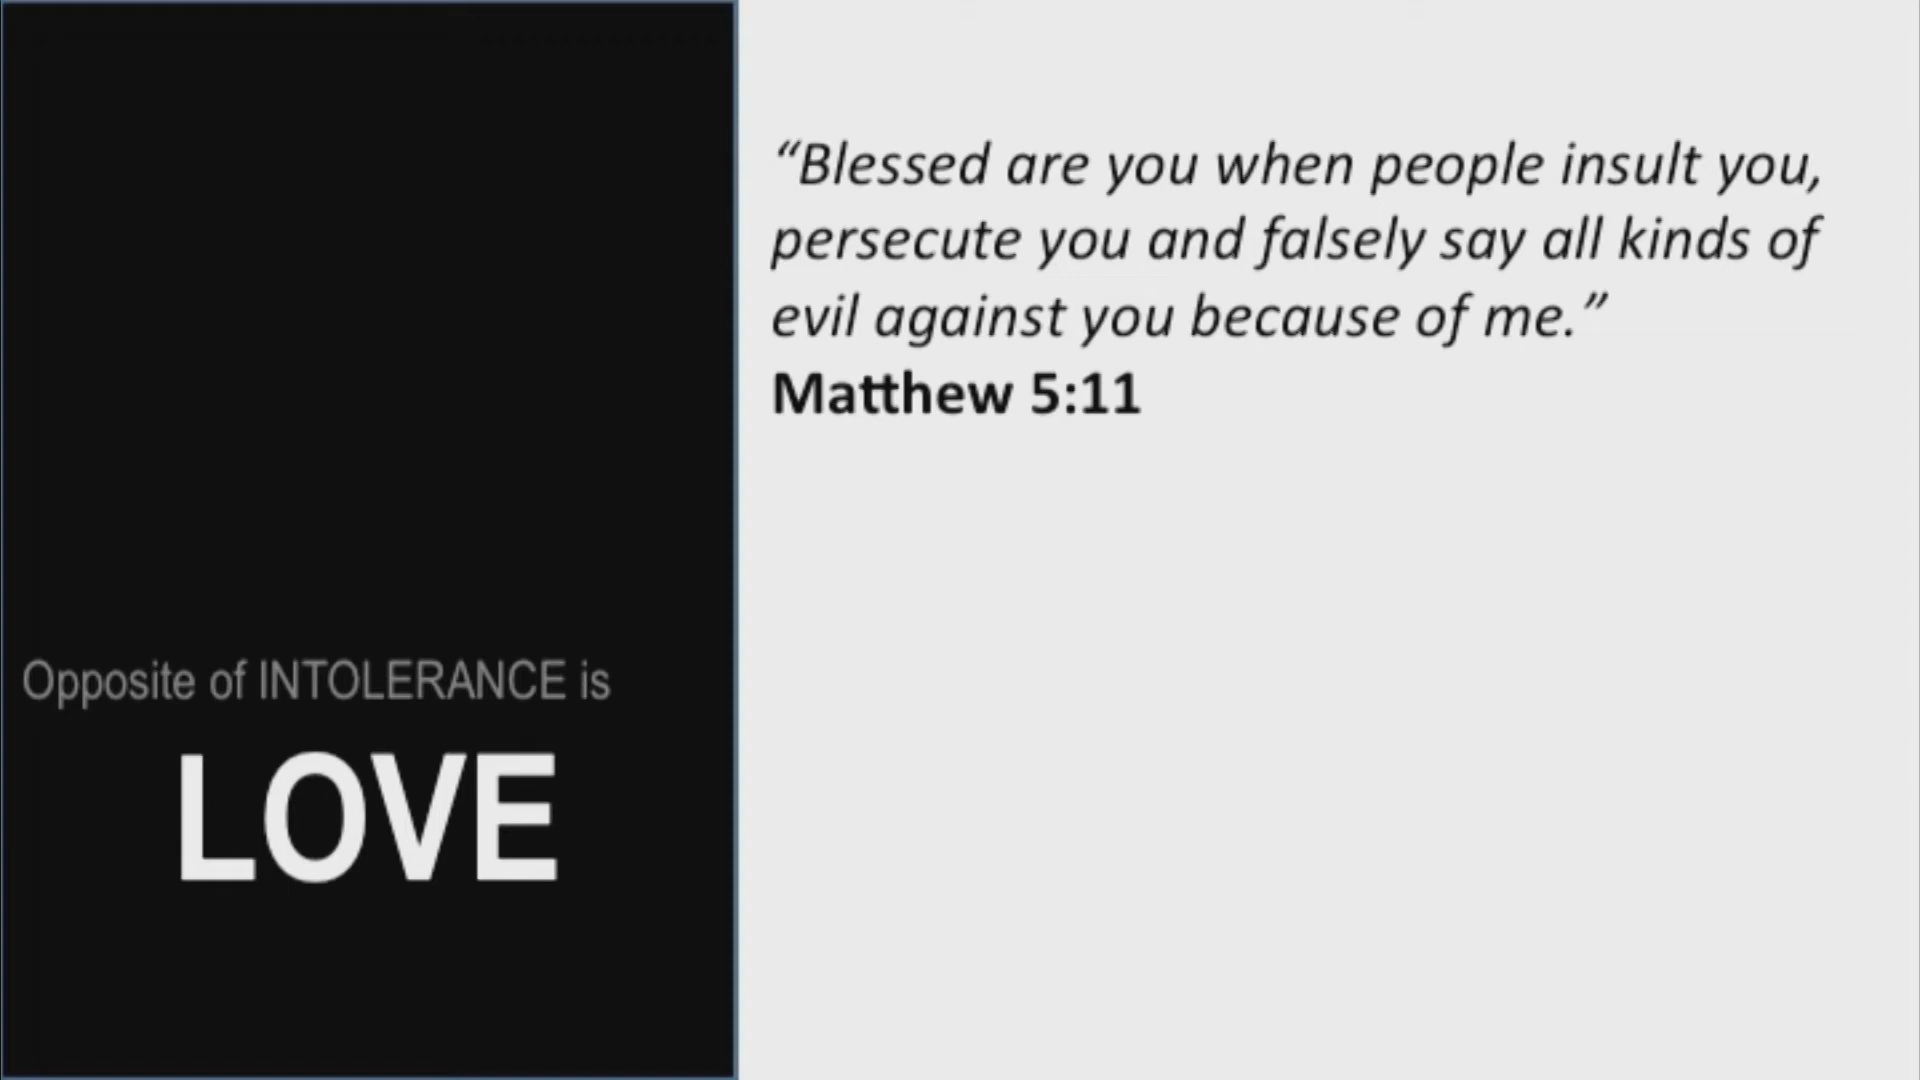 Opposite of INTOLERANCE is
LOVE
“Blessed are you when people insult you,
persecute you and falsely say all kinds of
evil against you because of me.”
Matthew 5:11